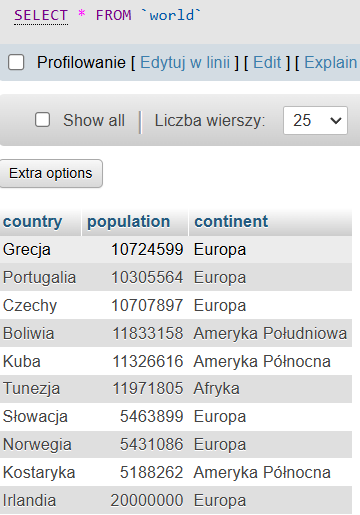 SELECT * FROM `world`
Profilowanie [ Edytuj w linii ] [ Edit ] [ Explain
Show all Liczba wierszy: 25
Extra options
country population continent
Grecja 10724599 Europa
Portugalia 10305564 Europa
Czechy 10707897 Europa
Boliwia 11833158 Ameryka Południowa
Kuba 11326616 Ameryka Północna
Tunezja 11971805 Afryka
Słowacja 5463899 Europa
Norwegia 5431086 Europa
Kostaryka 5188262 Ameryka Północna
Irlandia 20000000 Europa